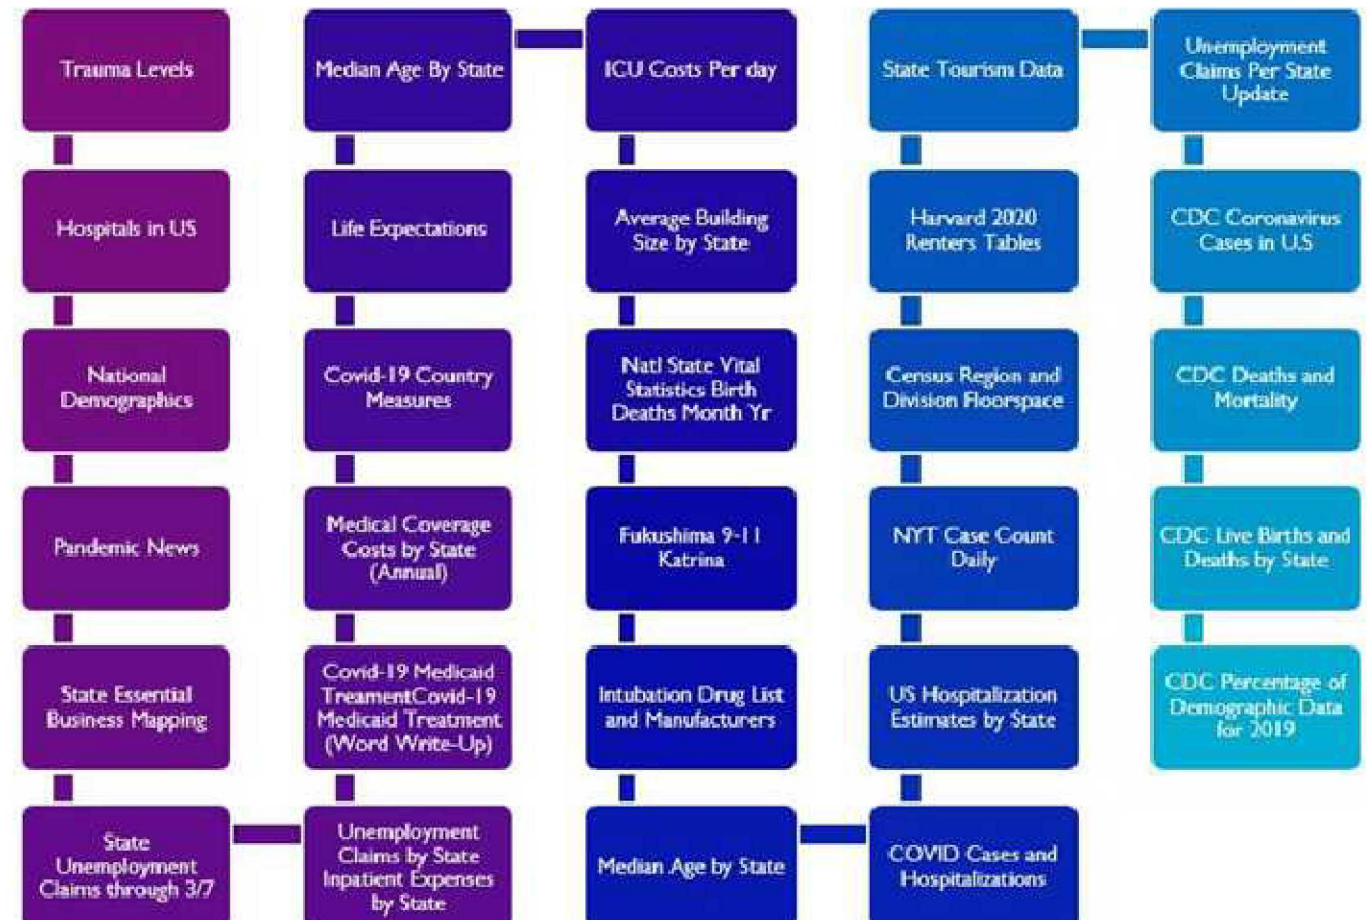 Trauma Levels
Hospitals in US
National
Demographics
Pandemic News
State Essential
Business Mapping
State
Unemployment
Claims through 3/7
Unemployment
Claims by State
Inpatient Expenses
by State
Covid-19 Medicaid
TreamentCovid-19
Medicaid Treatment
(Word Write-Up)
Medical Coverage
Costs by State
(Annual)
Covid-19 Country
Measures
Life Expectations
Median Age By State
ICU Costs Per day
Average Building
Size by State
Natl State Vital
Statistics Birth
Deaths Month Yr
Fukushima 9-11
Katrina
Intubation Drug List
and Manufacturers
Median Age by State
COVID Cases and
Hospitalizations
US Hospitalization
Estimates by State
NYT Case Count
Daily
Census Region and
Division Floorspace
Harvard 2020
Renters Tables
State Tourism Data
Unemployment
Claims Per State
Update
CDC Coronavirus
Cases in U.S
CDC Deaths and
Mortality
CDC Live Births and
Deaths by State
CDC Percentage of
Demographic Data
for 2019